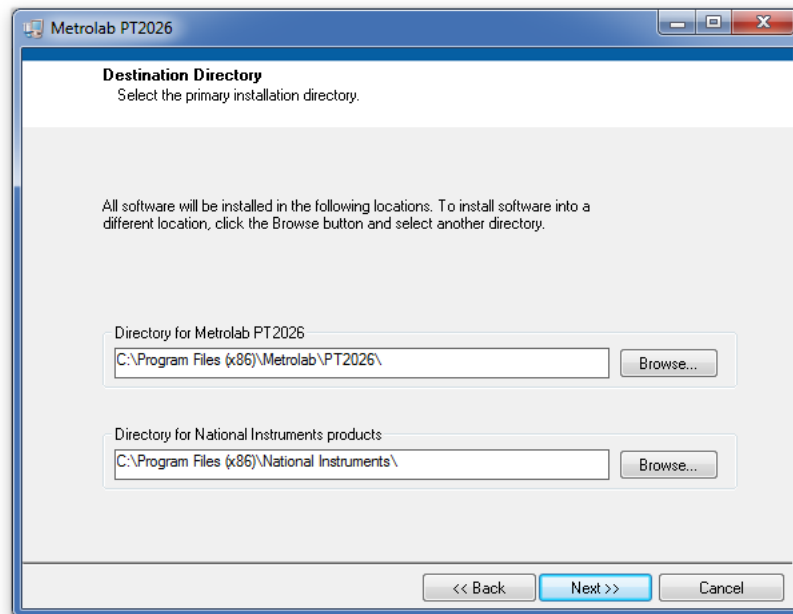 Metrolab PT2026
Destination Directory
Select the primary installation directory.
All software will be installed in the following locations. To install software into a
different location, click the Browse button and select another directory.
Directory for Metrolab PT2026
C:\Program Files (x86)\Metrolab\PT2026\
Browse...
Directory for National Instruments products
C:\Program Files (x86)\National Instruments\
Browse...
<< Back
Next >>
Cancel